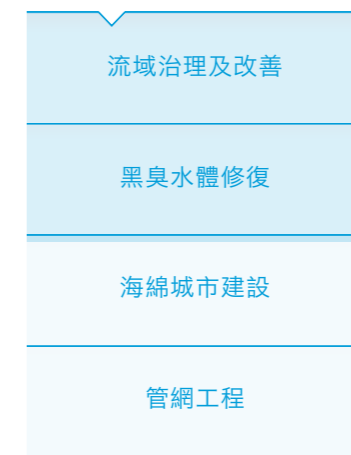 流域治理及改善
黑臭水體修復
海綿城市建設
管網工程